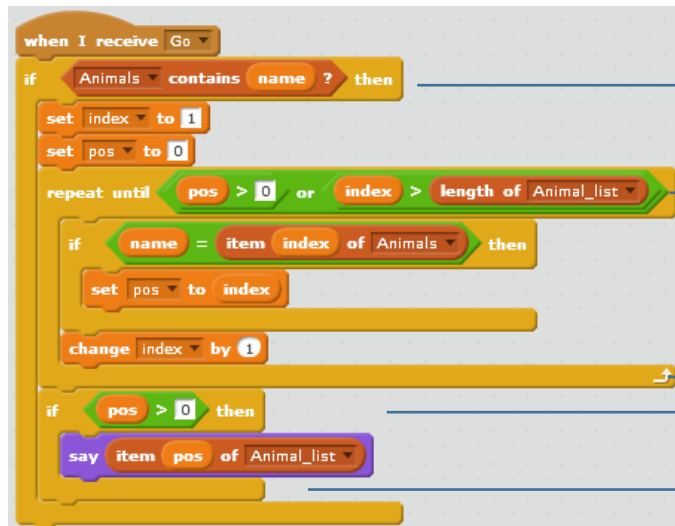 when I receive Go
if Animals contains name ? then
set index to 1
set pos to 0
repeat until pos > 0 or index > length of Animal_list
if name = item index of Animals then
set pos to index
change index by 1
if pos > 0 then
say item pos of Animal_list